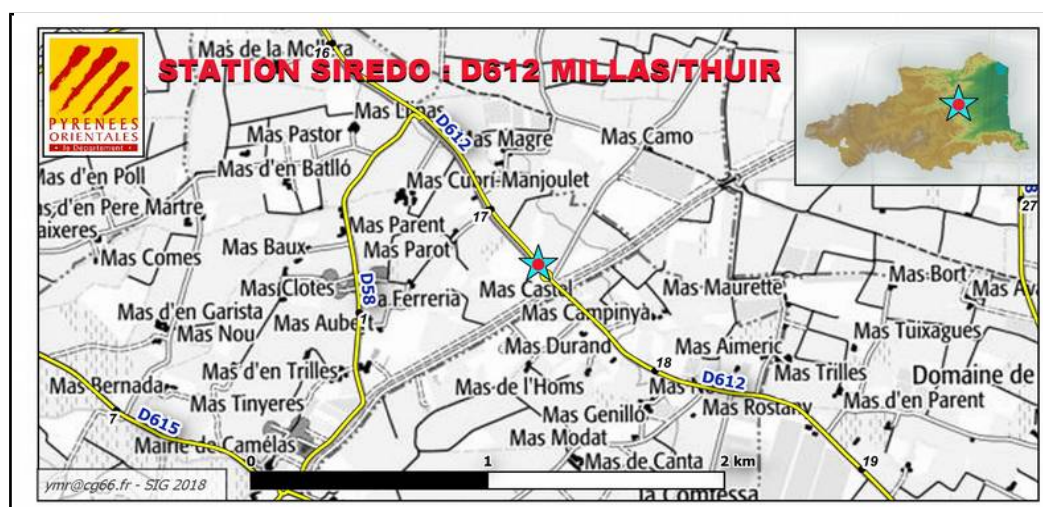 Mas de la Mollera
16
STATION SIREDO : D612 MILLAS/THUIR
PYRENEES
ORIENTALES
le Département
Mas Llinas
D612
Mas Pastor
Mas Magre
Mas Camo
Mas d'en Batlló
Mas d'en Poll
Mas Cubri-Manjoulet
Mas d'en Pere Martre
17
27
Mas Parent
Mas Baux
Mas Parot
Mas Comes
Mas Clotes
D58
La Ferreria
Mas Castel
Mas Maurette
Mas Bort
Mas d'en Garista
1
Mas Campinya
Mas Nou
Mas Aubert
Mas Tuixagues
Mas Durand
18
Mas Aimeric
Mas d'en Trilles
Mas Trilles
Domaine de
Mas Bernada
Mas de l'Homs
D612
Mas Tinyeres
Mas d'en Parent
7
D615
Mas Genilló
Mas Rostany
Mairie de Camélas
Mas Modat
0
1
2 km
Mas de Canta
19
ymr@cg66.fr - SIG 2018
la Comtessa